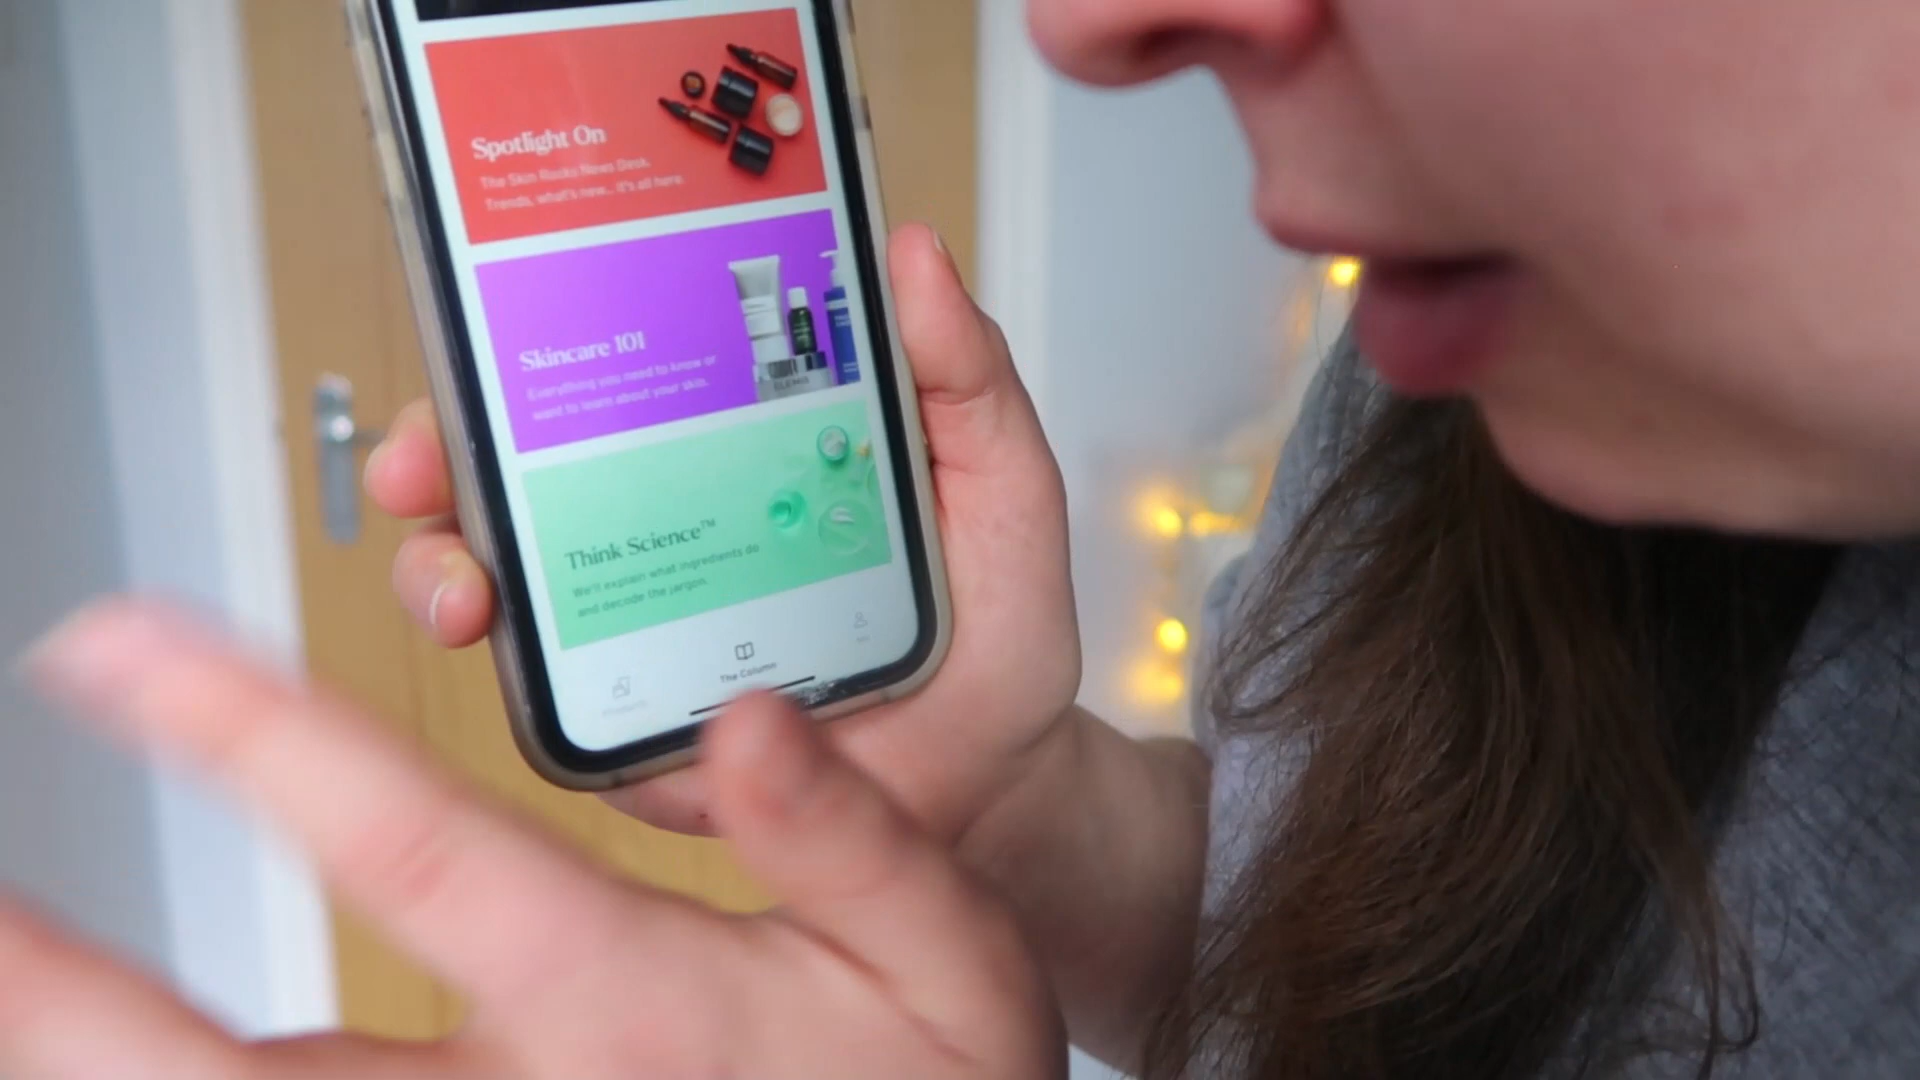 Spotlight On
The Skin Rocks News Desk.
Trends, what's new... it's all here.
Skincare 101
Everything you need to know or
want to learn about your skin.
ELEMIS
Think Science™
We'll explain what ingredients do
and decode the jargon.
The Column